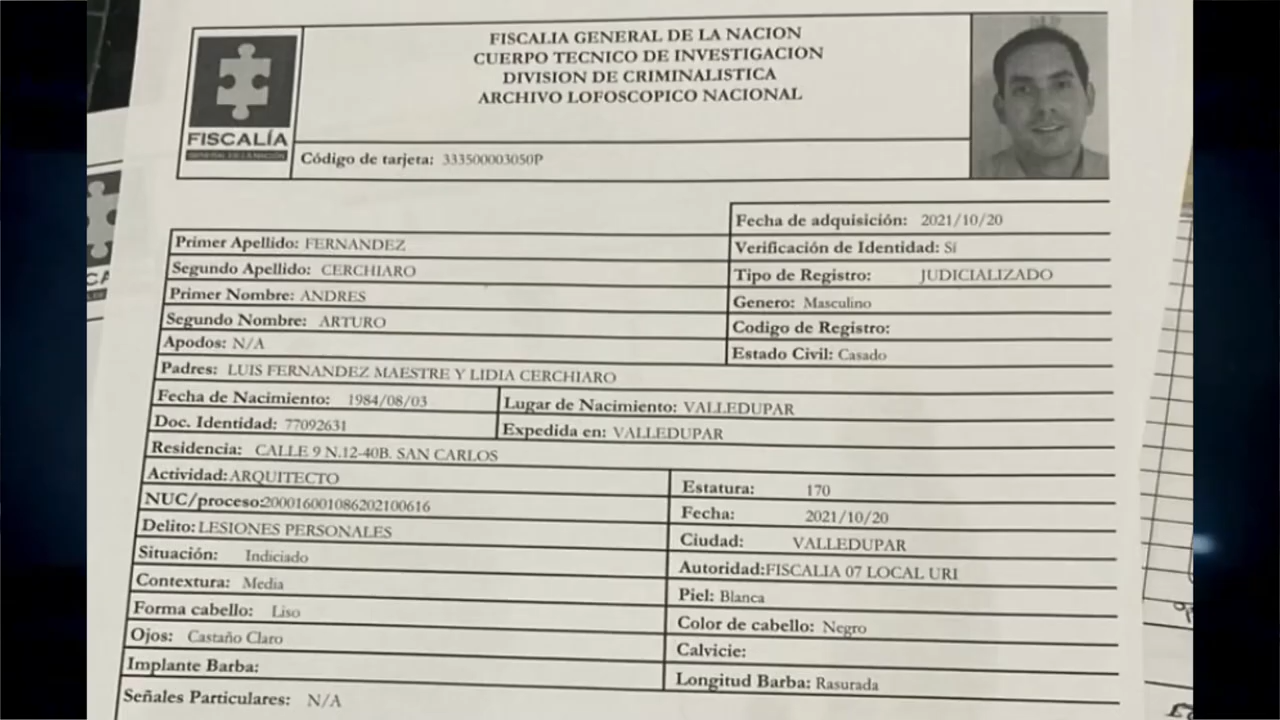 FISCALIA GENERAL DE LA NACION
CUERPO TECNICO DE INVESTIGACION
DIVISION DE CRIMINALISTICA
ARCHIVO LOFOSCOPICO NACIONAL
FISCALÍA
GENERAL DE LA NACIÓN
Código de tarjeta: 333500003050P
Fecha de adquisición: 2021/10/20
Primer Apellido: FERNANDEZ
Verificación de Identidad: Sí
Segundo Apellido: CERCHIARO
Tipo de Registro: JUDICIALIZADO
Primer Nombre: ANDRES
Genero: Masculino
Segundo Nombre: ARTURO
Codigo de Registro:
Apodos: N/A
Estado Civil: Casado
Padres: LUIS FERNANDEZ MAESTRE Y LIDIA CERCHIARO
Fecha de Nacimiento: 1984/08/03
Lugar de Nacimiento: VALLEDUPAR
Doc. Identidad: 77092631
Expedida en: VALLEDUPAR
Residencia: CALLE 9 N.12-40B. SAN CARLOS
Actividad: ARQUITECTO
Estatura: 170
NUC/proceso: 200016001086202100616
Fecha: 2021/10/20
Delito: LESIONES PERSONALES
Ciudad: VALLEDUPAR
Situación: Indiciado
Autoridad: FISCALIA 07 LOCAL URI
Contextura: Media
Piel: Blanca
Forma cabello: Liso
Color de cabello: Negro
Ojos: Castaño Claro
Calvicie:
Implante Barba:
Longitud Barba: Rasurada
Señales Particulares: N/A